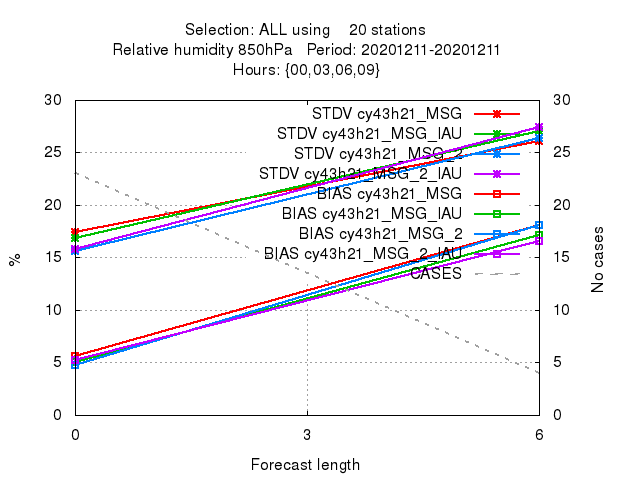 Selection: ALL using 20 stations
Relative humidity 850hPa Period: 20201211-20201211
Hours: {00,03,06,09}
30 30
STDV cy43h21_MSG
STDV cy43h21_MSG_IAU
25 STDV cy43h21_MSG_2 25
STDV cy43h21_MSG_2_IAU
BIAS cy43h21_MSG
20 BIAS cy43h21_MSG_IAU 20
BIAS cy43h21_MSG_2
15 BIAS cy43h21_MSG_2_IAU 15
CASES
% No cases
10 10
5 5
0 0
0 3 6
Forecast length